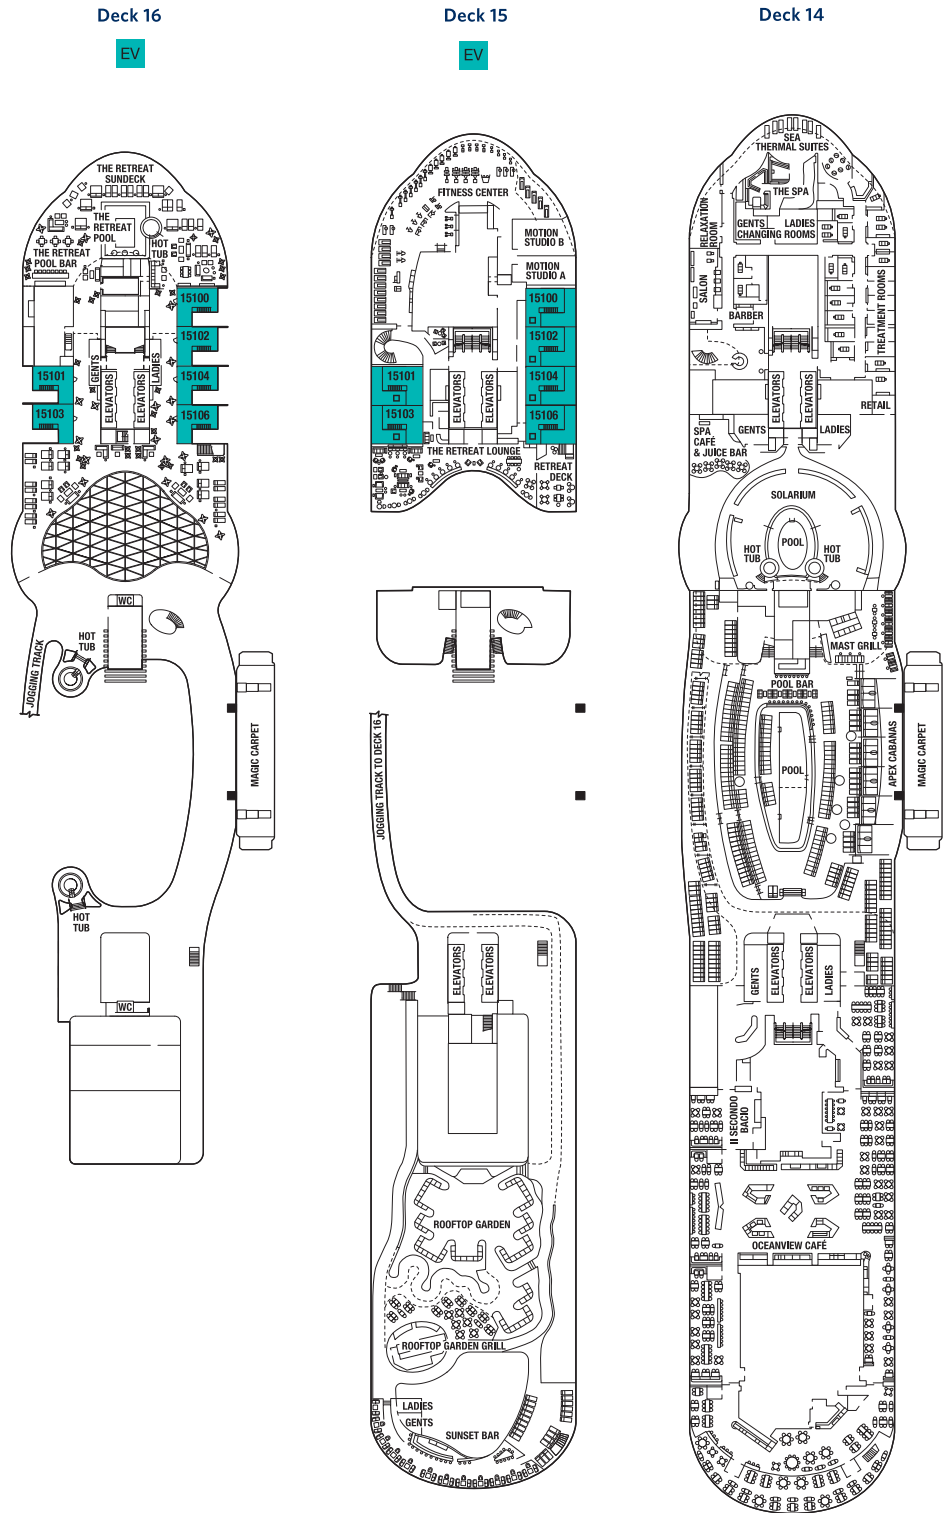 Deck 16
EV
THE RETREAT
SUNDECK
THE
RETREAT
POOL
HOT
TUB
THE RETREAT
POOL BAR
15100
15102
15101
15104
15103
15106
GENTS
LADIES
ELEVATORS
ELEVATORS
WC
HOT
TUB
JOGGING TRACK
MAGIC CARPET
HOT
TUB
WC
Deck 15
EV
FITNESS CENTER
MOTION
STUDIO B
MOTION
STUDIO A
15100
15102
15101
15104
15103
15106
ELEVATORS
ELEVATORS
THE RETREAT LOUNGE
RETREAT
DECK
JOGGING TRACK TO DECK 16
ELEVATORS
ELEVATORS
ROOFTOP GARDEN
ROOFTOP GARDEN GRILL
LADIES
GENTS
SUNSET BAR
Deck 14
SEA
THERMAL SUITES
THE SPA
RELAXATION
ROOM
GENTS
LADIES
CHANGING ROOMS
SALON
BARBER
TREATMENT ROOMS
ELEVATORS
ELEVATORS
RETAIL
SPA
CAFÉ
& JUICE BAR
GENTS
LADIES
SOLARIUM
POOL
HOT
TUB
HOT
TUB
MAST GRILL
POOL BAR
POOL
APEX CABANAS
MAGIC CARPET
GENTS
ELEVATORS
ELEVATORS
LADIES
Il SECONDO
BACIO
OCEANVIEW CAFÉ